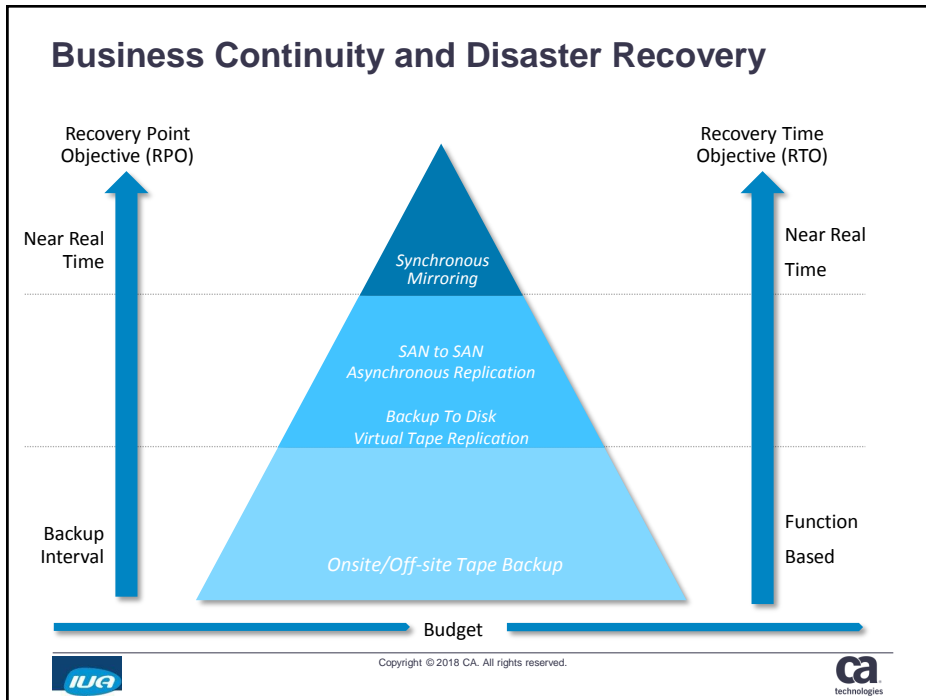 Business Continuity and Disaster Recovery
Recovery Point
Objective (RPO)
Near Real
Time
Backup
Interval
Synchronous
Mirroring
SAN to SAN
Asynchronous Replication
Backup To Disk
Virtual Tape Replication
Onsite/Off-site Tape Backup
Recovery Time
Objective (RTO)
Near Real
Time
Function
Based
Budget
IUA
Copyright © 2018 CA. All rights reserved.
ca
technologies